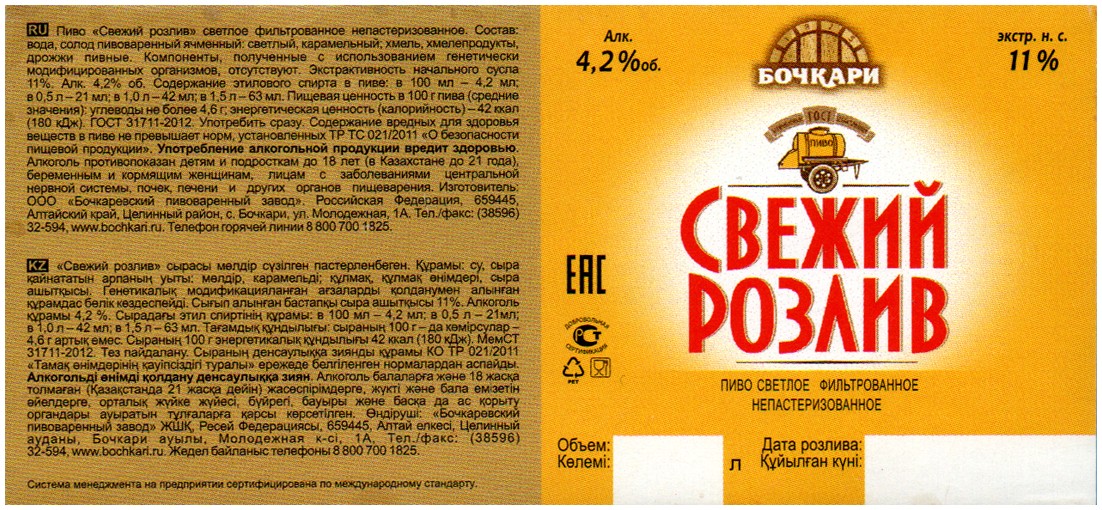 RU Пиво «Свежий розлив» светлое фильтрованное непастеризованное. Состав:
вода, солод пивоваренный ячменный: светлый, карамельный; хмель, хмелепродукты,
дрожжи пивные. Компоненты, полученные с использованием генетически
модифицированных организмов, отсутствуют. Экстрактивность начального сусла
11%. Алк. 4,2% об. Содержание этилового спирта в пиве: в 100 мл – 4,2 мл;
в 0,5 л – 21 мл; в 1,0 л – 42 мл; в 1,5 л – 63 мл. Пищевая ценность в 100 г пива (средние
значения): углеводы не более 4,6 г; энергетическая ценность (калорийность) – 42 ккал
(180 кДж). ГОСТ 31711-2012. Употребить сразу. Содержание вредных для здоровья
веществ в пиве не превышает норм, установленных ТР ТС 021/2011 «О безопасности
пищевой продукции». Употребление алкогольной продукции вредит здоровью.
Алкоголь противопоказан детям и подросткам до 18 лет (в Казахстане до 21 года),
беременным и кормящим женщинам, лицам с заболеваниями центральной
нервной системы, почек, печени и других органов пищеварения. Изготовитель:
ООО «Бочкаревский пивоваренный завод». Российская Федерация, 659445,
Алтайский край, Целинный район, с. Бочкари, ул. Молодежная, 1А. Тел./факс: (38596)
32-594, www.bochkari.ru. Телефон горячей линии 8 800 700 1825.
KZ «Свежий розлив» сырасы мөлдір сүзілген пастерленбеген. Құрамы: су, сыра
қайнататын арпаның уыты: мөлдір, карамельді; құлмақ, құлмақ өнімдері, сыра
ашытқысы. Генетикалық модификацияланған ағзаларды қолданумен алынған
құрамдас бөлік кездеспейді. Сығып алынған бастапқы сыра ашытқысы 11%. Алкоголь
құрамы 4,2 %. Сырадағы этил спиртінің құрамы: в 100 мл – 4,2 мл; в 0,5 л – 21мл;
в 1,0 л – 42 мл; в 1,5 л – 63 мл. Тағамдық құндылығы: сыраның 100 г – да көмірсулар –
4,6 г артық емес. Сыраның 100 г энергетикалық құндылығы 42 ккал (180 кДж). МемСТ
31711-2012. Тез пайдалану. Сыраның денсаулыққа зиянды құрамы КО ТР 021/2011
«Тамақ өнімдерінің қауіпсіздігі туралы» ережеде белгіленген нормалардан аспайды.
Алкогольді өнімді қолдану денсаулыққа зиян. Алкоголь балаларға және 18 жасқа
толмаған (Қазақстанда 21 жасқа дейін) жасөспірімдерге, жүкті және бала емізетін
әйелдерге, орталық жүйке жүйесі, бүйрегі, бауыры және басқа да ас қорыту
органдары ауыратын тұлғаларға қарсы көрсетілген. Өндіруші: «Бочкаревский
пивоваренный завод» ЖШҚ, Ресей Федерациясы, 659445, Алтай өлкесі, Целинный
ауданы, Бочкари ауылы, Молодежная к-сі, 1А, Тел./факс: (38596)
32-594, www.bochkari.ru. Жедел байланыс телефоны 8 800 700 1825.
Система менеджмента на предприятии сертифицирована по международному стандарту.
Алк.
4,2%об.
БОЧКАРИ
экстр. н. с.
11%
ГОСТ
ПИВО
СВЕЖИЙ
РОЗЛИВ
ЕАС
ДОБРОВОЛЬНАЯ
РСТ
СЕРТИФИКАЦИЯ
PET
ПИВО СВЕТЛОЕ ФИЛЬТРОВАННОЕ
НЕПАСТЕРИЗОВАННОЕ
Объем: Дата розлива:
Көлемі: л Құйылған күні: